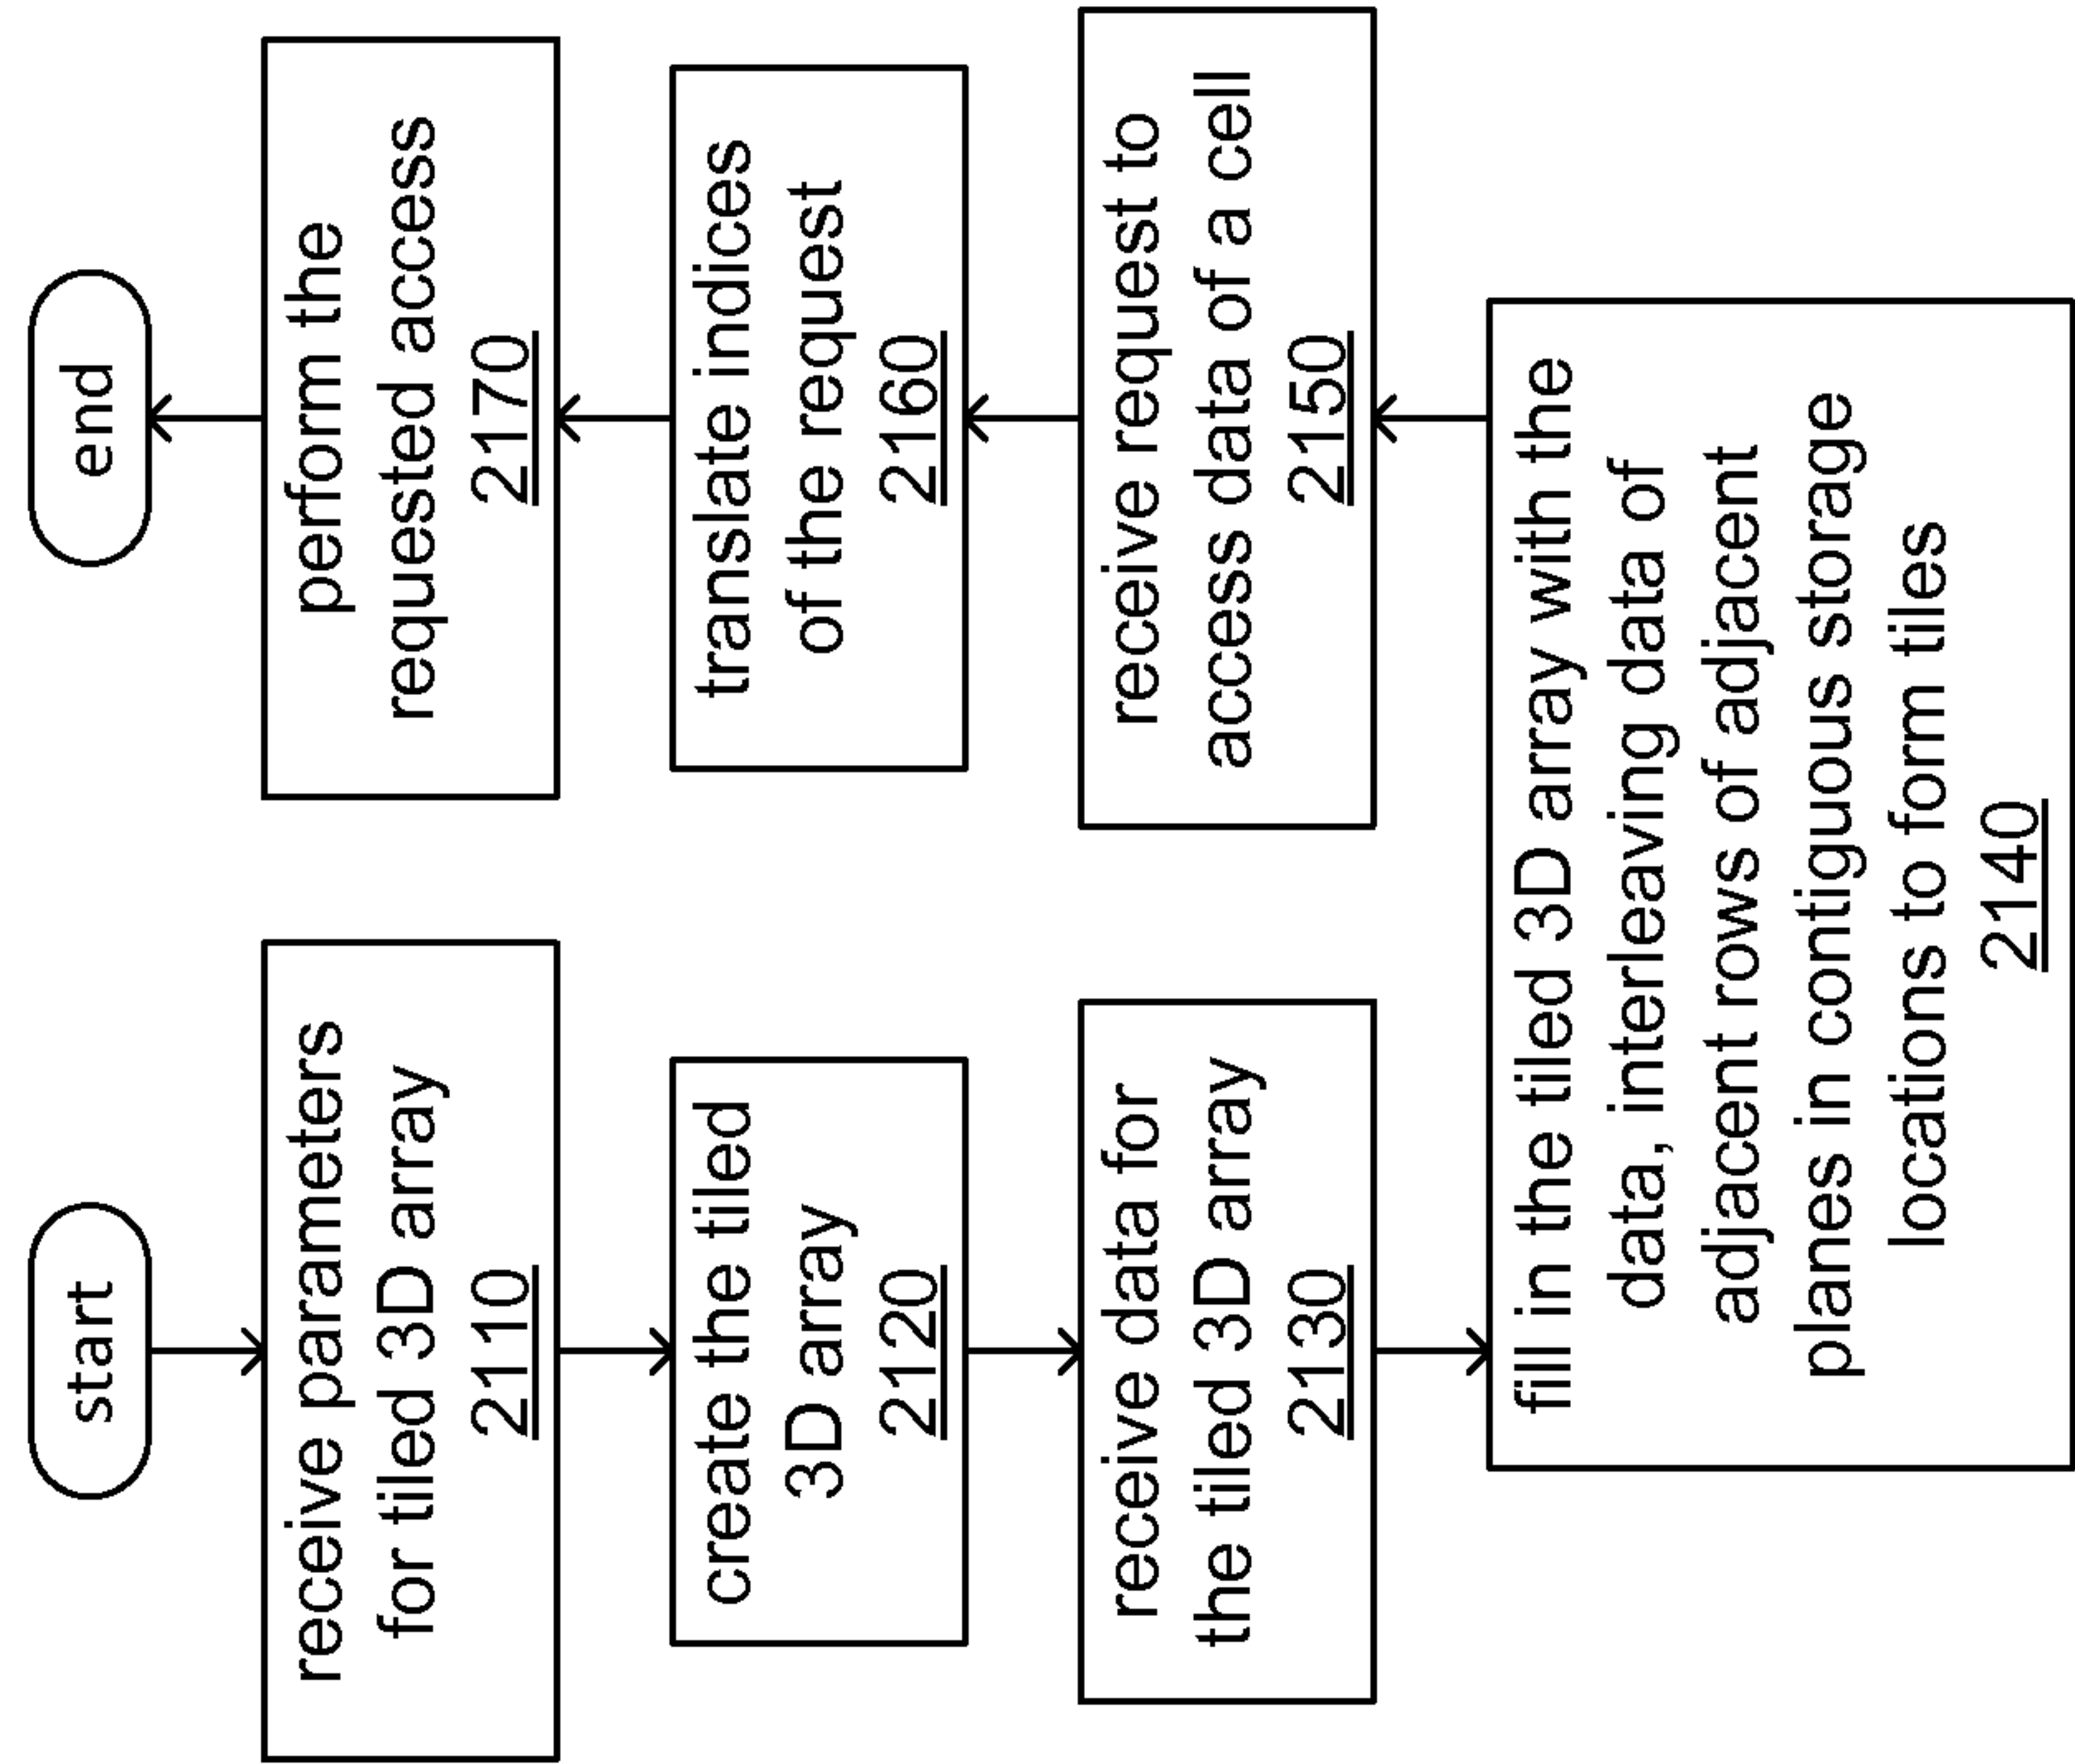 start
receive parameters
for tiled 3D array
2110
create the tiled
3D array
2120
receive data for
the tiled 3D array
2130
fill in the tiled 3D array with the
data, interleaving data of
adjacent rows of adjacent
planes in contiguous storage
locations to form tiles
2140
receive request to
access data of a cell
2150
translate indices
of the request
2160
perform the
requested access
2170
end